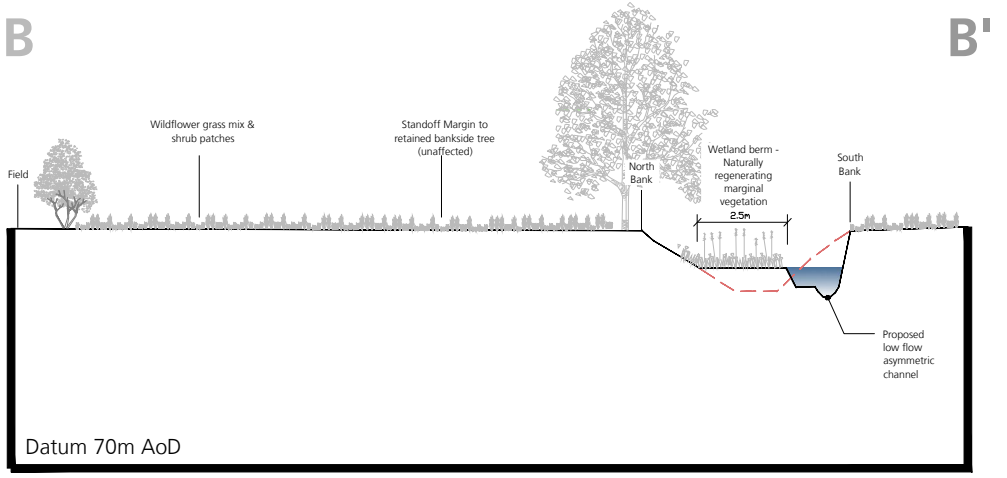 B
B'
Wildflower grass mix &
shrub patches
Standoff Margin to
retained bankside tree
(unaffected)
Field
North
Bank
Wetland berm -
Naturally
regenerating
marginal
vegetation
2.5m
South
Bank
Proposed
low flow
asymmetric
channel
Datum 70m AoD